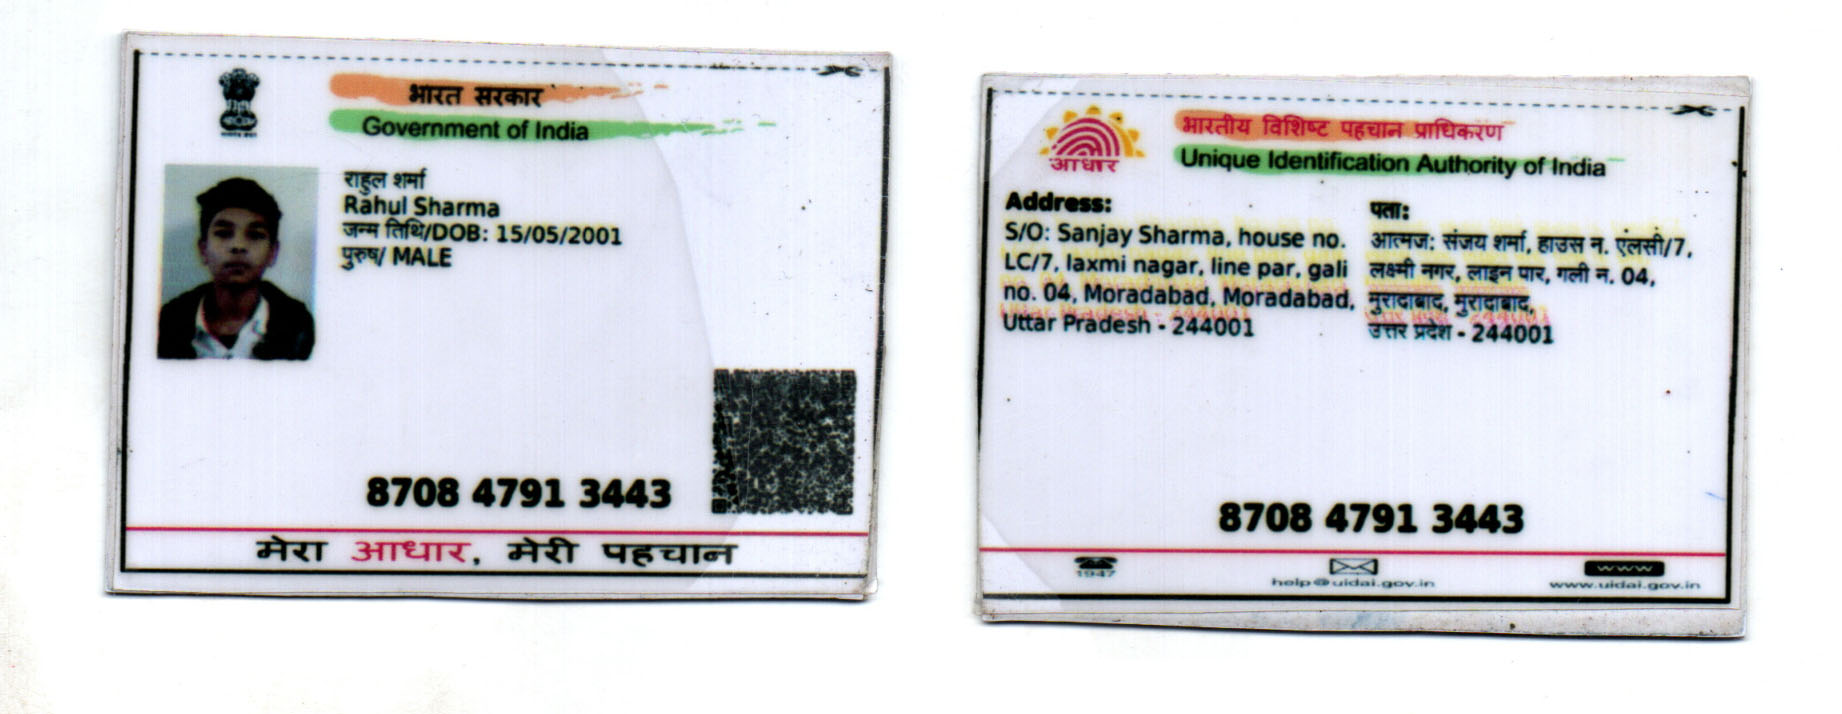 भारत सरकार
Government of India
राहुल शर्मा
Rahul Sharma
जन्म तिथि/DOB: 15/05/2001
पुरुष/ MALE
8708 4791 3443
मेरा आधार, मेरी पहचान
आधार
भारतीय विशिष्ट पहचान प्राधिकरण
Unique Identification Authority of India
Address:
S/O: Sanjay Sharma, house no.
LC/7, laxmi nagar, line par, gali
no. 04, Moradabad, Moradabad,
Uttar Pradesh - 244001
पता:
आत्मज: संजय शर्मा, हाउस न. एलसी/7,
लक्ष्मी नगर, लाइन पार, गली न. 04,
मुरादाबाद, मुरादाबाद,
उत्तर प्रदेश - 244001
8708 4791 3443
1947
help@uidai.gov.in
www
www.uidai.gov.in